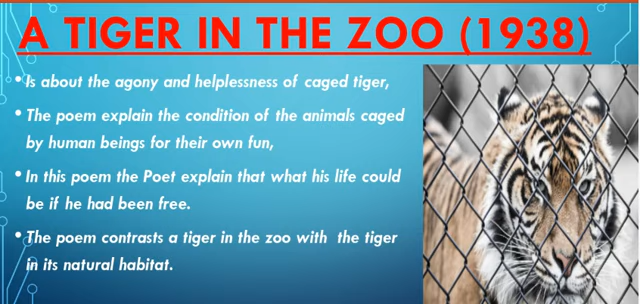 A TIGER IN THE ZOO (1938)
• Is about the agony and helplessness of caged tiger,
• The poem explain the condition of the animals caged
by human beings for their own fun,
• In this poem the Poet explain that what his life could
be if he had been free.
• The poem contrasts a tiger in the zoo with the tiger
in its natural habitat.